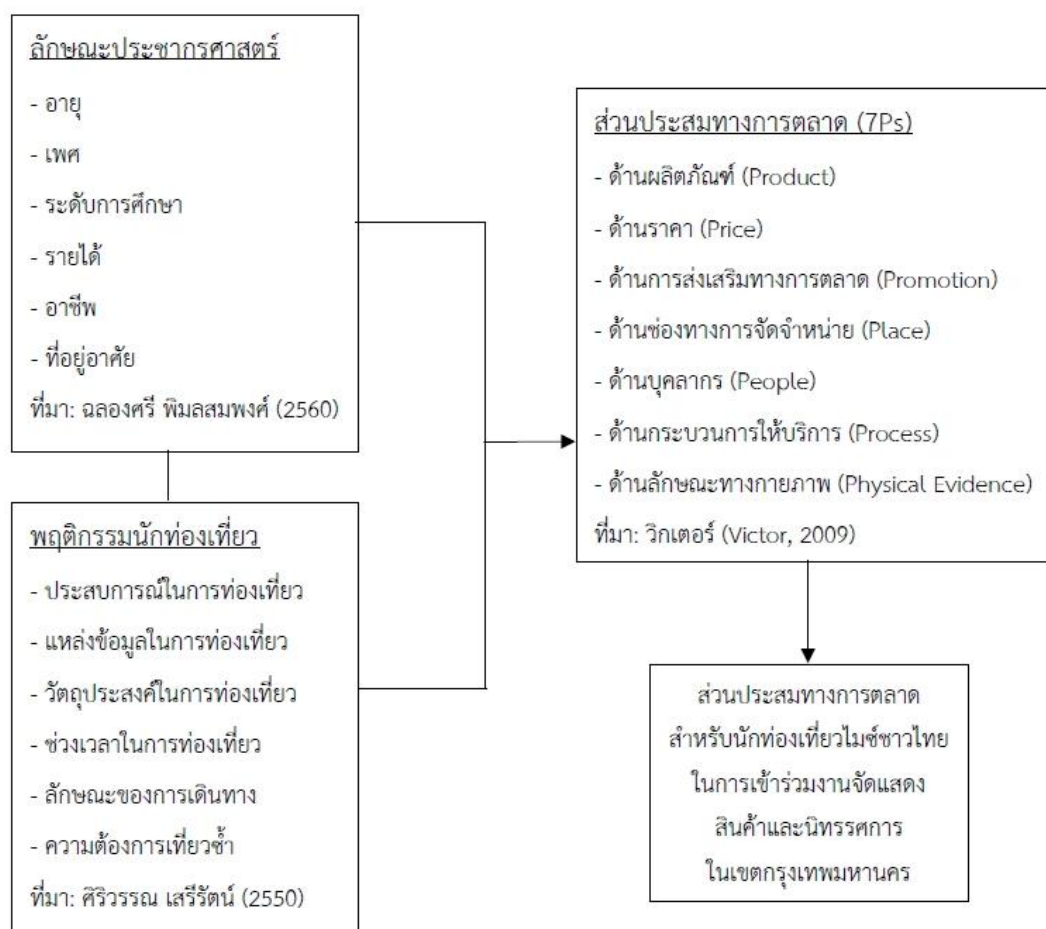 ลักษณะประชากรศาสตร์
- อายุ
- เพศ
- ระดับการศึกษา
- รายได้
- อาชีพ
- ที่อยู่อาศัย
ที่มา: ฉลองศรี พิมลสมพงศ์ (2560)
พฤติกรรมนักท่องเที่ยว
- ประสบการณ์ในการท่องเที่ยว
- แหล่งข้อมูลในการท่องเที่ยว
- วัตถุประสงค์ในการท่องเที่ยว
- ช่วงเวลาในการท่องเที่ยว
- ลักษณะของการเดินทาง
- ความต้องการเที่ยวซ้ำ
ที่มา: ศิริวรรณ เสรีรัตน์ (2550)
ส่วนประสมทางการตลาด (7Ps)
- ด้านผลิตภัณฑ์ (Product)
- ด้านราคา (Price)
- ด้านการส่งเสริมทางการตลาด (Promotion)
- ด้านช่องทางการจัดจำหน่าย (Place)
- ด้านบุคลากร (People)
- ด้านกระบวนการให้บริการ (Process)
- ด้านลักษณะทางกายภาพ (Physical Evidence)
ที่มา: วิกเตอร์ (Victor, 2009)
ส่วนประสมทางการตลาด
สำหรับนักท่องเที่ยวไมซ์ชาวไทย
ในการเข้าร่วมงานจัดแสดง
สินค้าและนิทรรศการ
ในเขตกรุงเทพมหานคร